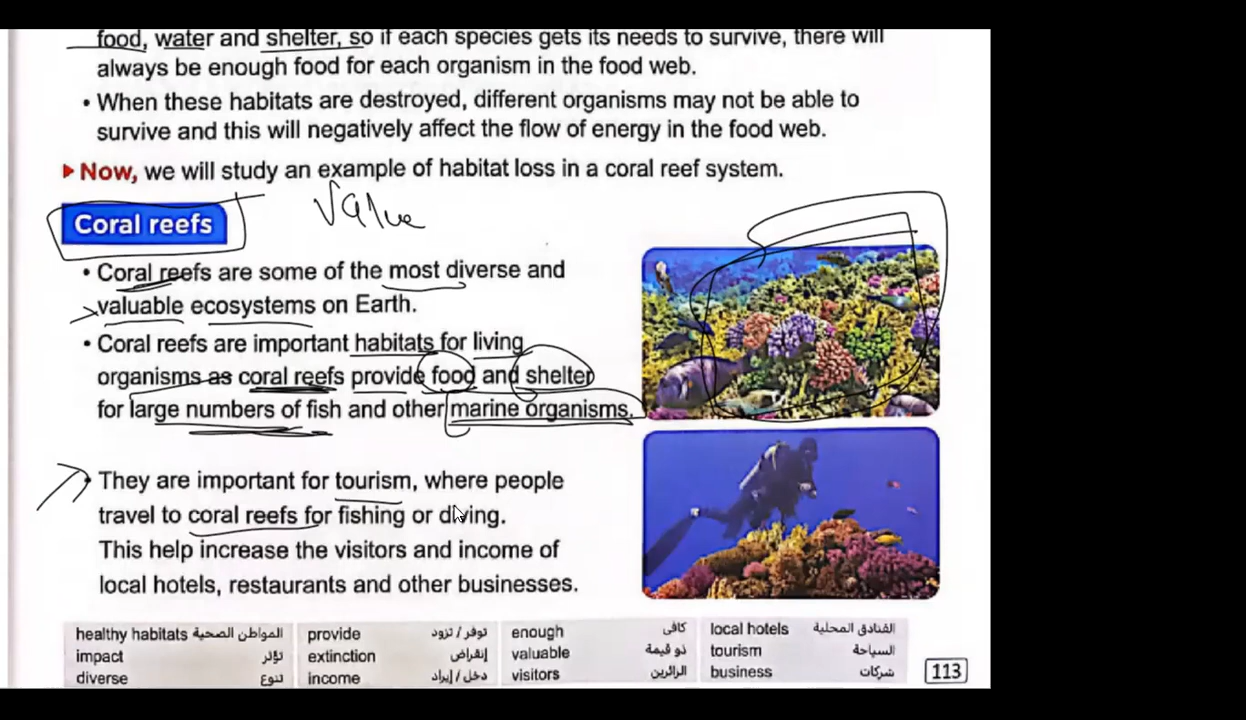 food, water and shelter, so if each species gets its needs to survive, there will
always be enough food for each organism in the food web.
• When these habitats are destroyed, different organisms may not be able to
survive and this will negatively affect the flow of energy in the food web.
▶ Now, we will study an example of habitat loss in a coral reef system.
Value
Coral reefs
• Coral reefs are some of the most diverse and
valuable ecosystems on Earth.
• Coral reefs are important habitats for living
organisms as coral reefs provide food and shelter
for large numbers of fish and other marine organisms.
• They are important for tourism, where people
travel to coral reefs for fishing or diving.
This help increase the visitors and income of
local hotels, restaurants and other businesses.
healthy habitats المواطن الصحية provide توفر / تزود enough كافى local hotels الفنادق المحلية
impact تؤثر extinction إنقراض valuable ذو قيمة tourism السياحة
diverse تنوع income دخل / إيراد visitors الزائرين business شركات
113